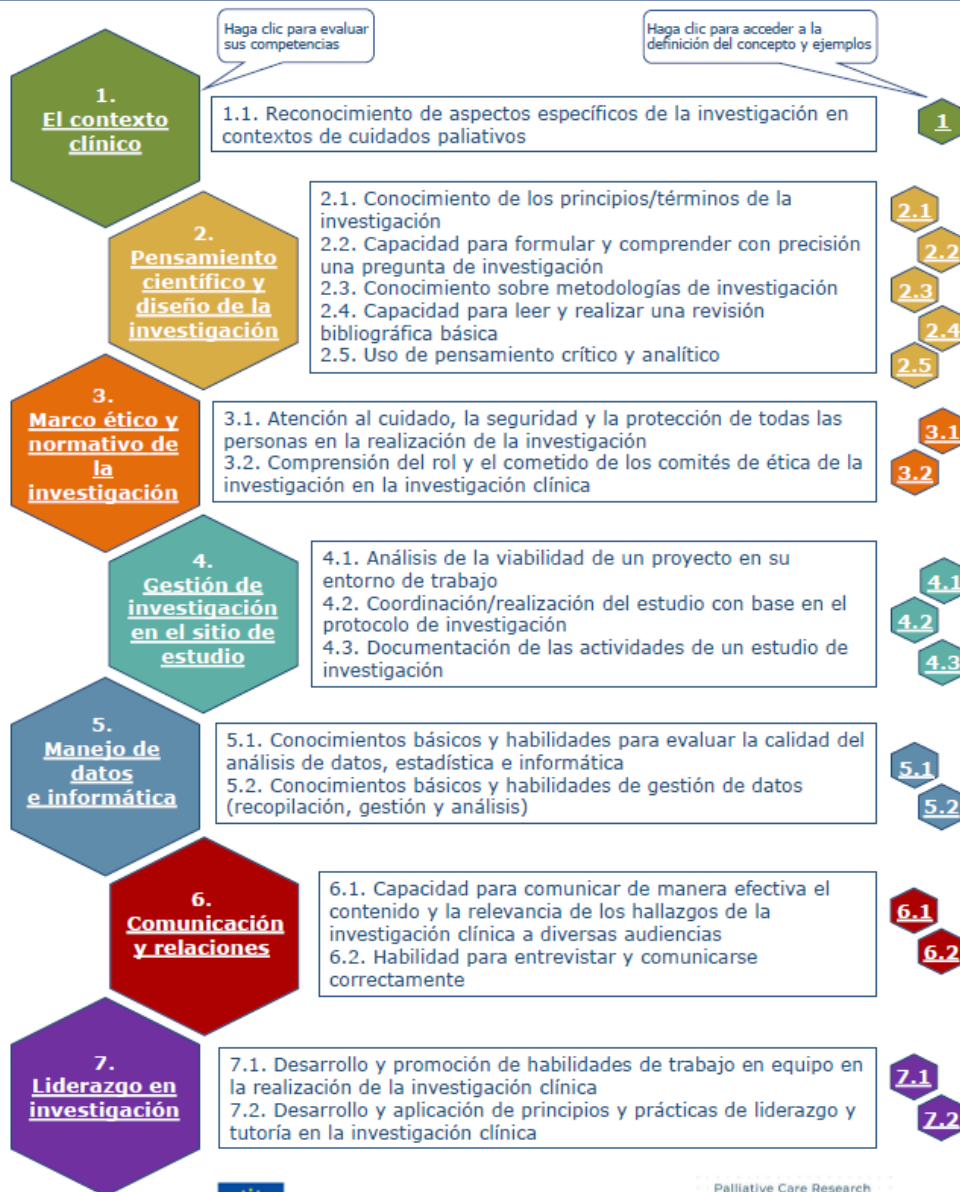 Haga clic para evaluar
sus competencias
Haga clic para acceder a la
definición del concepto y ejemplos
1.
El contexto
clínico
1.1. Reconocimiento de aspectos específicos de la investigación en
contextos de cuidados paliativos
1
2.
Pensamiento
científico y
diseño de la
investigación
2.1. Conocimiento de los principios/términos de la
investigación
2.2. Capacidad para formular y comprender con precisión
una pregunta de investigación
2.3. Conocimiento sobre metodologías de investigación
2.4. Capacidad para leer y realizar una revisión
bibliográfica básica
2.5. Uso de pensamiento crítico y analítico
2.1
2.2
2.3
2.4
2.5
3.
Marco ético y
normativo de
la
investigación
3.1. Atención al cuidado, la seguridad y la protección de todas las
personas en la realización de la investigación
3.2. Comprensión del rol y el cometido de los comités de ética de la
investigación en la investigación clínica
3.1
3.2
4.
Gestión de
investigación
en el sitio de
estudio
4.1. Análisis de la viabilidad de un proyecto en su
entorno de trabajo
4.2. Coordinación/realización del estudio con base en el
protocolo de investigación
4.3. Documentación de las actividades de un estudio de
investigación
4.1
4.2
4.3
5.
Manejo de
datos
e informática
5.1. Conocimientos básicos y habilidades para evaluar la calidad del
análisis de datos, estadística e informática
5.2. Conocimientos básicos y habilidades de gestión de datos
(recopilación, gestión y análisis)
5.1
5.2
6.
Comunicación
y relaciones
6.1. Capacidad para comunicar de manera efectiva el
contenido y la relevancia de los hallazgos de la
investigación clínica a diversas audiencias
6.2. Habilidad para entrevistar y comunicarse
correctamente
6.1
6.2
7.
Liderazgo en
investigación
7.1. Desarrollo y promoción de habilidades de trabajo en equipo en
la realización de la investigación clínica
7.2. Desarrollo y aplicación de principios y prácticas de liderazgo y
tutoría en la investigación clínica
7.1
7.2
Palliative Care Research